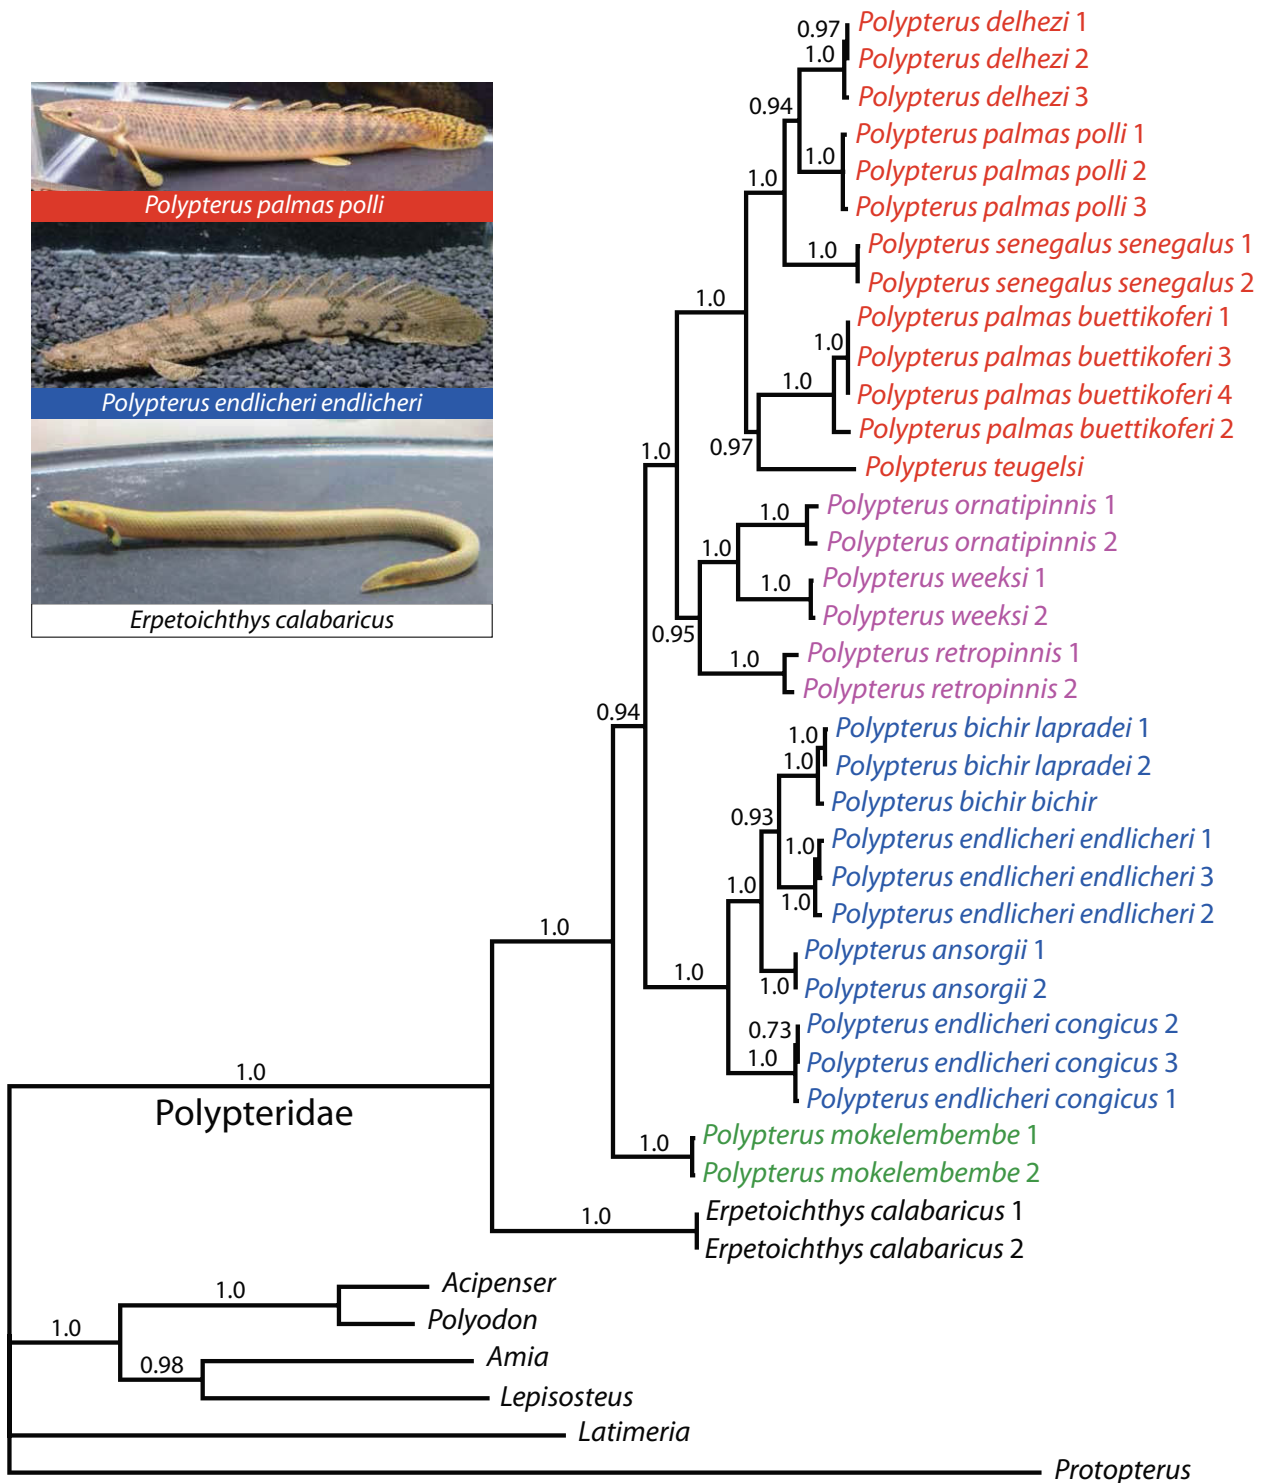 0.97
Polypterus delhezi 1
1.0
Polypterus delhezi 2
Polypterus delhezi 3
0.94
Polypterus palmas polli 1
1.0
Polypterus palmas polli 2
1.0
Polypterus palmas polli 3
Polypterus senegalus senegalus 1
1.0
Polypterus senegalus senegalus 2
1.0
Polypterus palmas buettikoferi 1
1.0
Polypterus palmas buettikoferi 3
1.0
Polypterus palmas buettikoferi 4
Polypterus palmas buettikoferi 2
0.97
Polypterus teugelsi
1.0
Polypterus ornatipinnis 1
1.0
Polypterus ornatipinnis 2
1.0
Polypterus weeksi 1
1.0
Polypterus weeksi 2
0.95
Polypterus retropinnis 1
1.0
Polypterus retropinnis 2
0.94
Polypterus bichir lapradei 1
1.0
Polypterus bichir lapradei 2
1.0
Polypterus bichir bichir
0.93
Polypterus endlicheri endlicheri 1
1.0
Polypterus endlicheri endlicheri 3
1.0
Polypterus endlicheri endlicheri 2
1.0
Polypterus ansorgii 1
1.0
Polypterus ansorgii 2
1.0
Polypterus endlicheri congicus 2
0.73
Polypterus endlicheri congicus 3
1.0
Polypterus endlicheri congicus 1
1.0
Polypterus mokelembembe 1
1.0
Polypterus mokelembembe 2
1.0
Polypteridae
Erpetoichthys calabaricus 1
1.0
Erpetoichthys calabaricus 2
Acipenser
1.0
Polyodon
1.0
Amia
0.98
Lepisosteus
Latimeria
Protopterus
Polypterus palmas polli
Polypterus endlicheri endlicheri
Erpetoichthys calabaricus